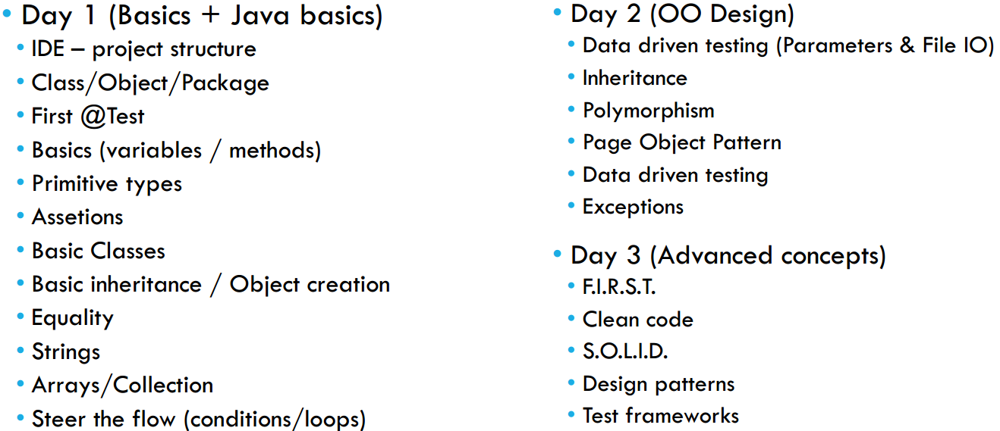 • Day 1 (Basics + Java basics)
• IDE – project structure
• Class/Object/Package
• First @Test
• Basics (variables / methods)
• Primitive types
• Assetions
• Basic Classes
• Basic inheritance / Object creation
• Equality
• Strings
• Arrays/Collection
• Steer the flow (conditions/loops)
• Day 2 (OO Design)
• Data driven testing (Parameters & File IO)
• Inheritance
• Polymorphism
• Page Object Pattern
• Data driven testing
• Exceptions
• Day 3 (Advanced concepts)
• F.I.R.S.T.
• Clean code
• S.O.L.I.D.
• Design patterns
• Test frameworks